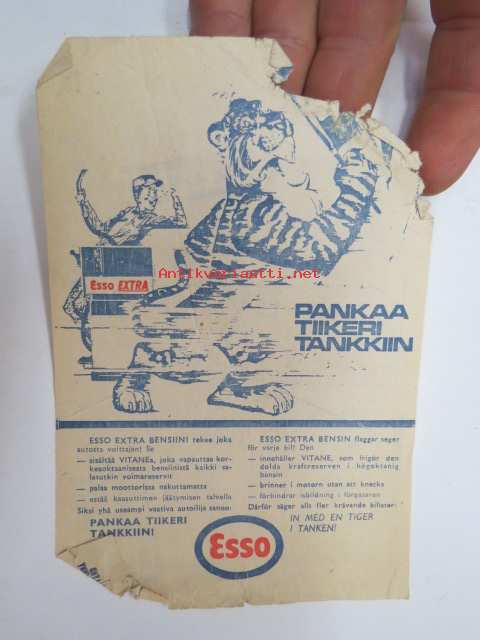 Esso EXTRA
Antikvariaatti.net
PANKAA
TIIKERI
TANKKIIN
ESSO EXTRA BENSIINI tekee joka
autosta voittajan! Se
— sisältää VITANEa, joka vapauttaa kor-
keaoktaanisesta bensiinistä kaikki sa-
latutkin voimareservit
— palaa moottorissa nakuttamatta
— estää kaasuttimen jäätymisen talvella
Siksi yhä useampi vaativa autoilija sanoo:
PANKAA TIIKERI
TANKKIIN!
ESSO EXTRA BENSIN flaggar seger
för varje bil! Den
— innehåller VITANE, som frigör den
dolda kraftreserven i högoktanig
bensin
— brinner i motorn utan att knacka
— förhindrar isbildning i förgasaren
Därför säger allt fler krävande bilister:
IN MED EN TIGER
I TANKEN!
Esso